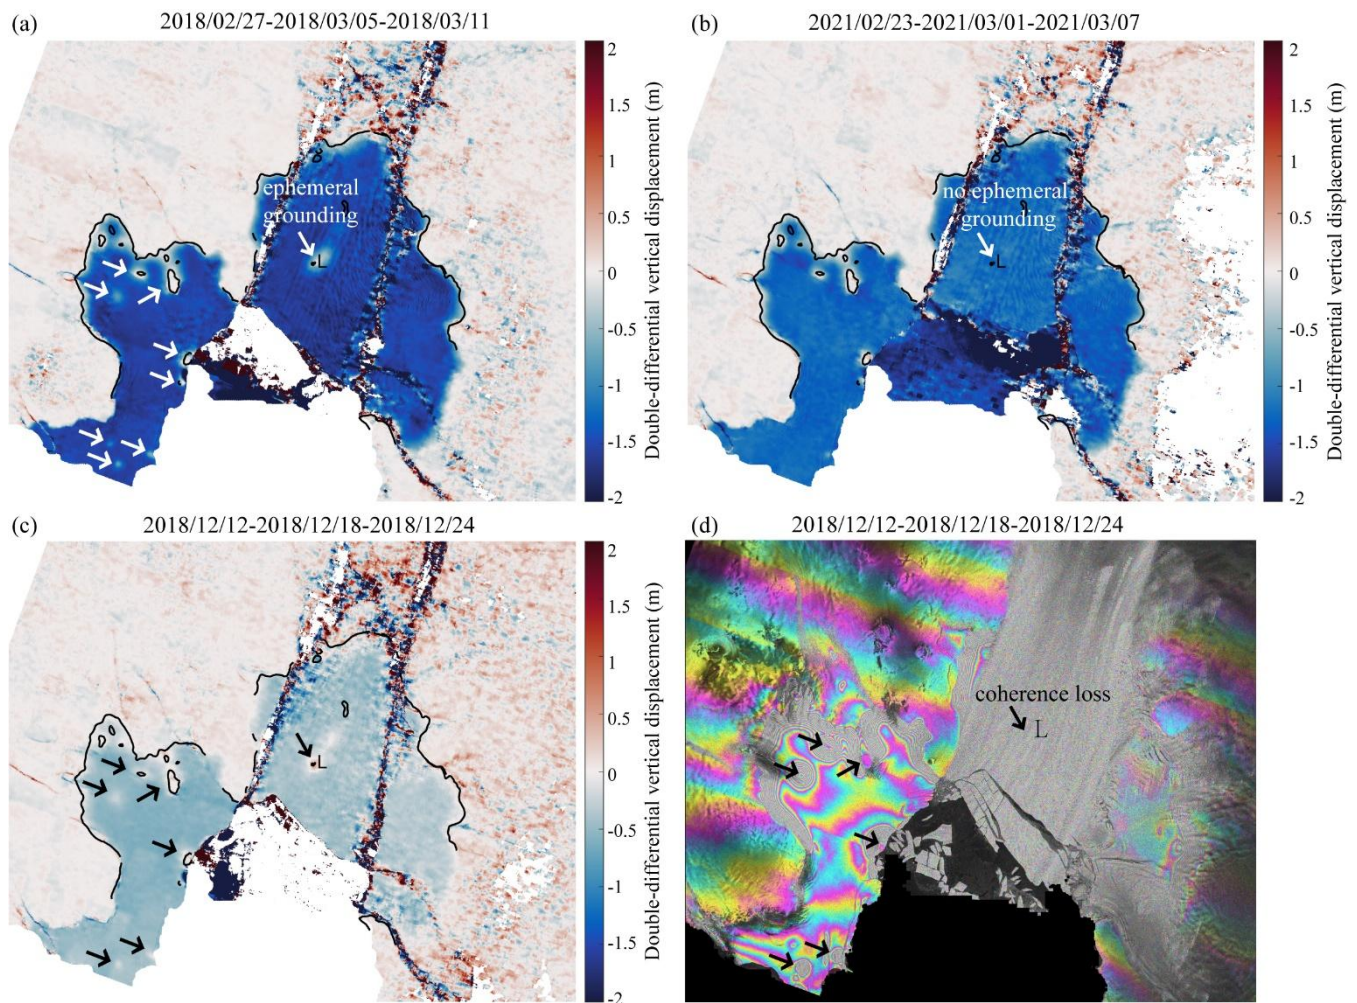 (a)
2018/02/27-2018/03/05-2018/03/11
ephemeral
grounding
L
2
1.5
1
0.5
0
-0.5
-1
-1.5
-2
Double-differential vertical displacement (m)
(b)
2021/02/23-2021/03/01-2021/03/07
no ephemeral
grounding
L
2
1.5
1
0.5
0
-0.5
-1
-1.5
-2
Double-differential vertical displacement (m)
(c)
2018/12/12-2018/12/18-2018/12/24
L
2
1.5
1
0.5
0
-0.5
-1
-1.5
-2
Double-differential vertical displacement (m)
(d)
2018/12/12-2018/12/18-2018/12/24
coherence loss
L